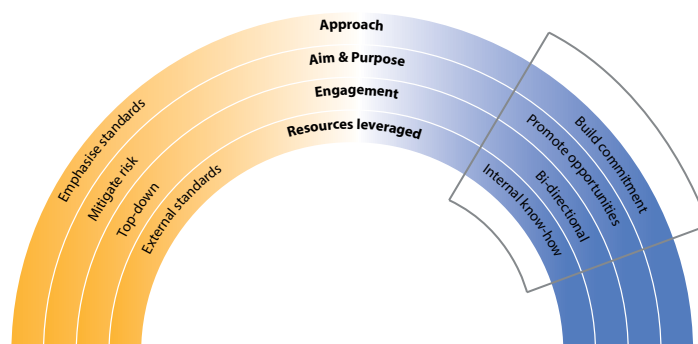 Approach
Aim & Purpose
Engagement
Resources leveraged
Emphasise standards
Mitigate risk
Top-down
External standards
Build commitment
Promote opportunities
Bi-directional
Internal know-how